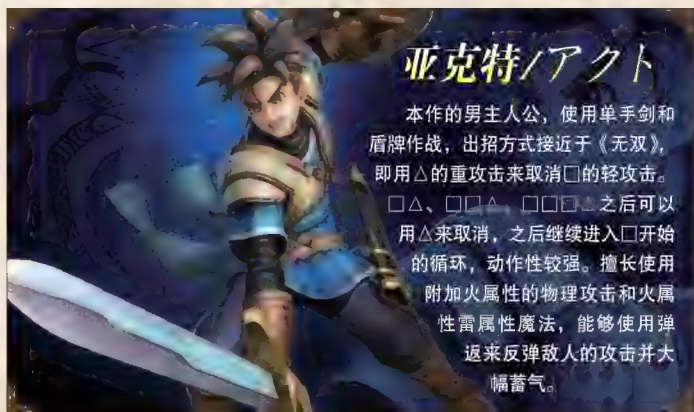 亚克特/アクト
本作的男主人公，使用单手剑和
盾牌作战，出招方式接近于《无双》，
即用△的重攻击来取消□的轻攻击。
□△、□□△、□□□△之后可以
用△来取消，之后继续进入□开始
的循环，动作性较强。擅长使用
附加火属性的物理攻击和火属
性雷属性魔法，能够使用弹
返来反弹敌人的攻击并大
幅蓄气。